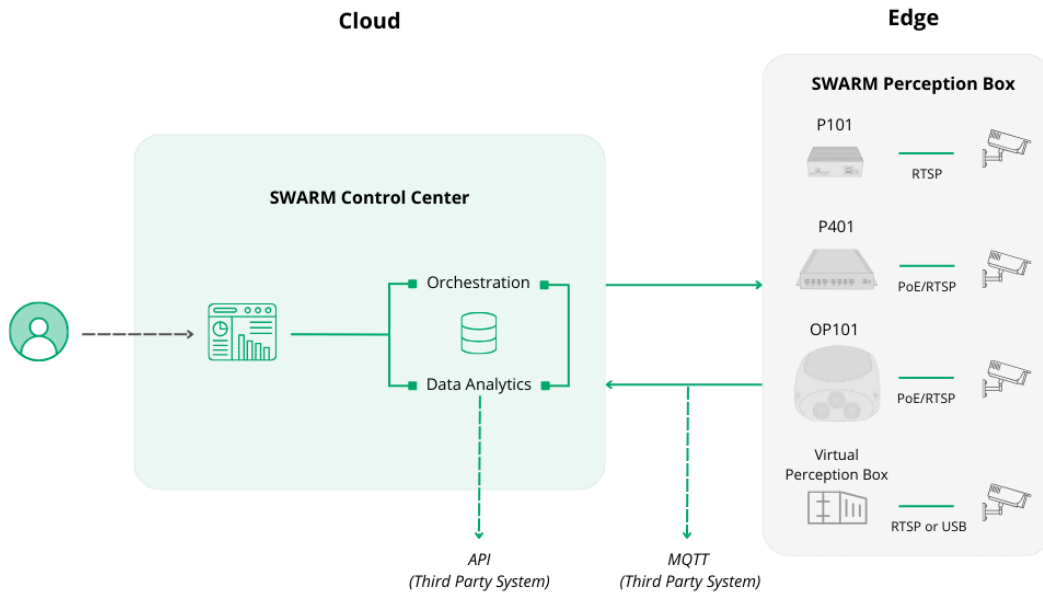 Cloud
Edge
SWARM Control Center
Orchestration
Data Analytics
API
(Third Party System)
MQTT
(Third Party System)
SWARM Perception Box
P101
RTSP
P401
PoE/RTSP
OP101
PoE/RTSP
Virtual
Perception Box
RTSP or USB